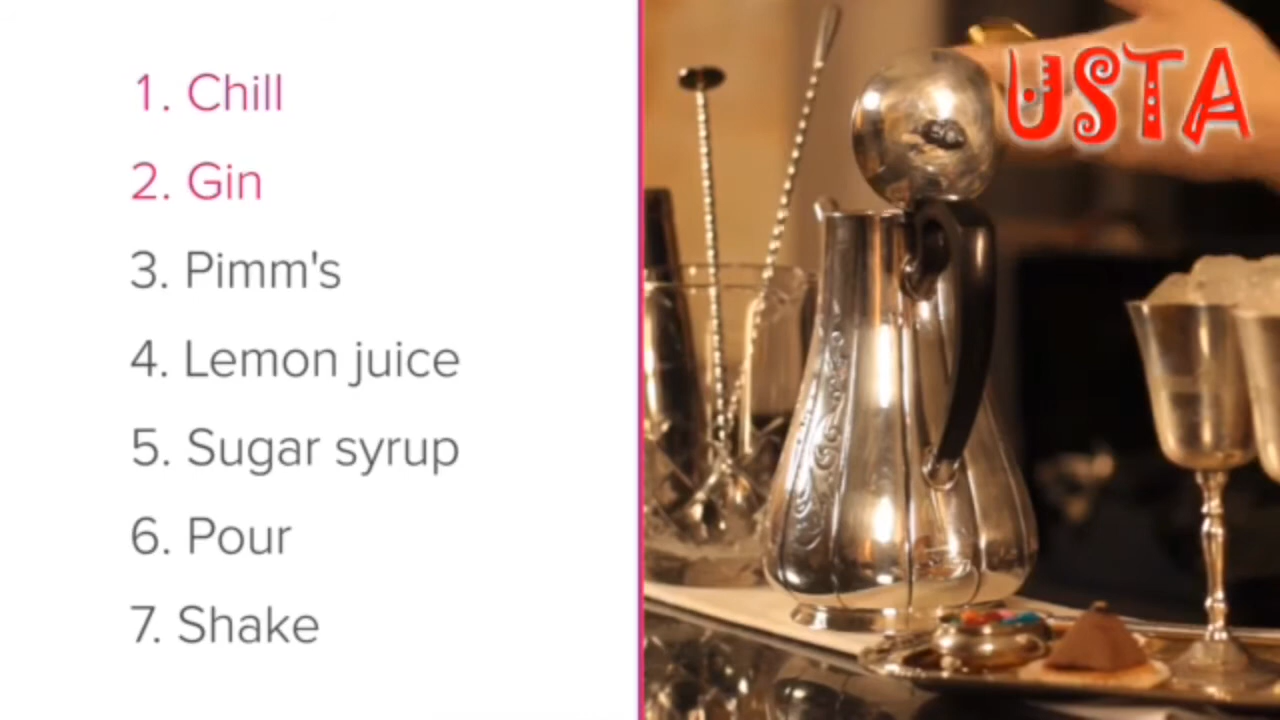 1. Chill
2. Gin
3. Pimm's
4. Lemon juice
5. Sugar syrup
6. Pour
7. Shake
USTA